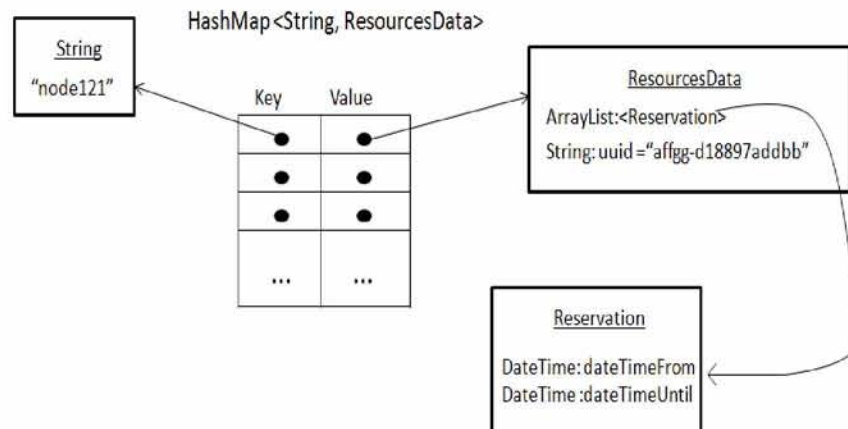 HashMap<String, ResourcesData>
String
“node121”
Key Value
... ...
ResourcesData
ArrayList:<Reservation>
String: uuid =“affgg-d18897addbb”
Reservation
DateTime: dateTimeFrom
DateTime :dateTimeUntil